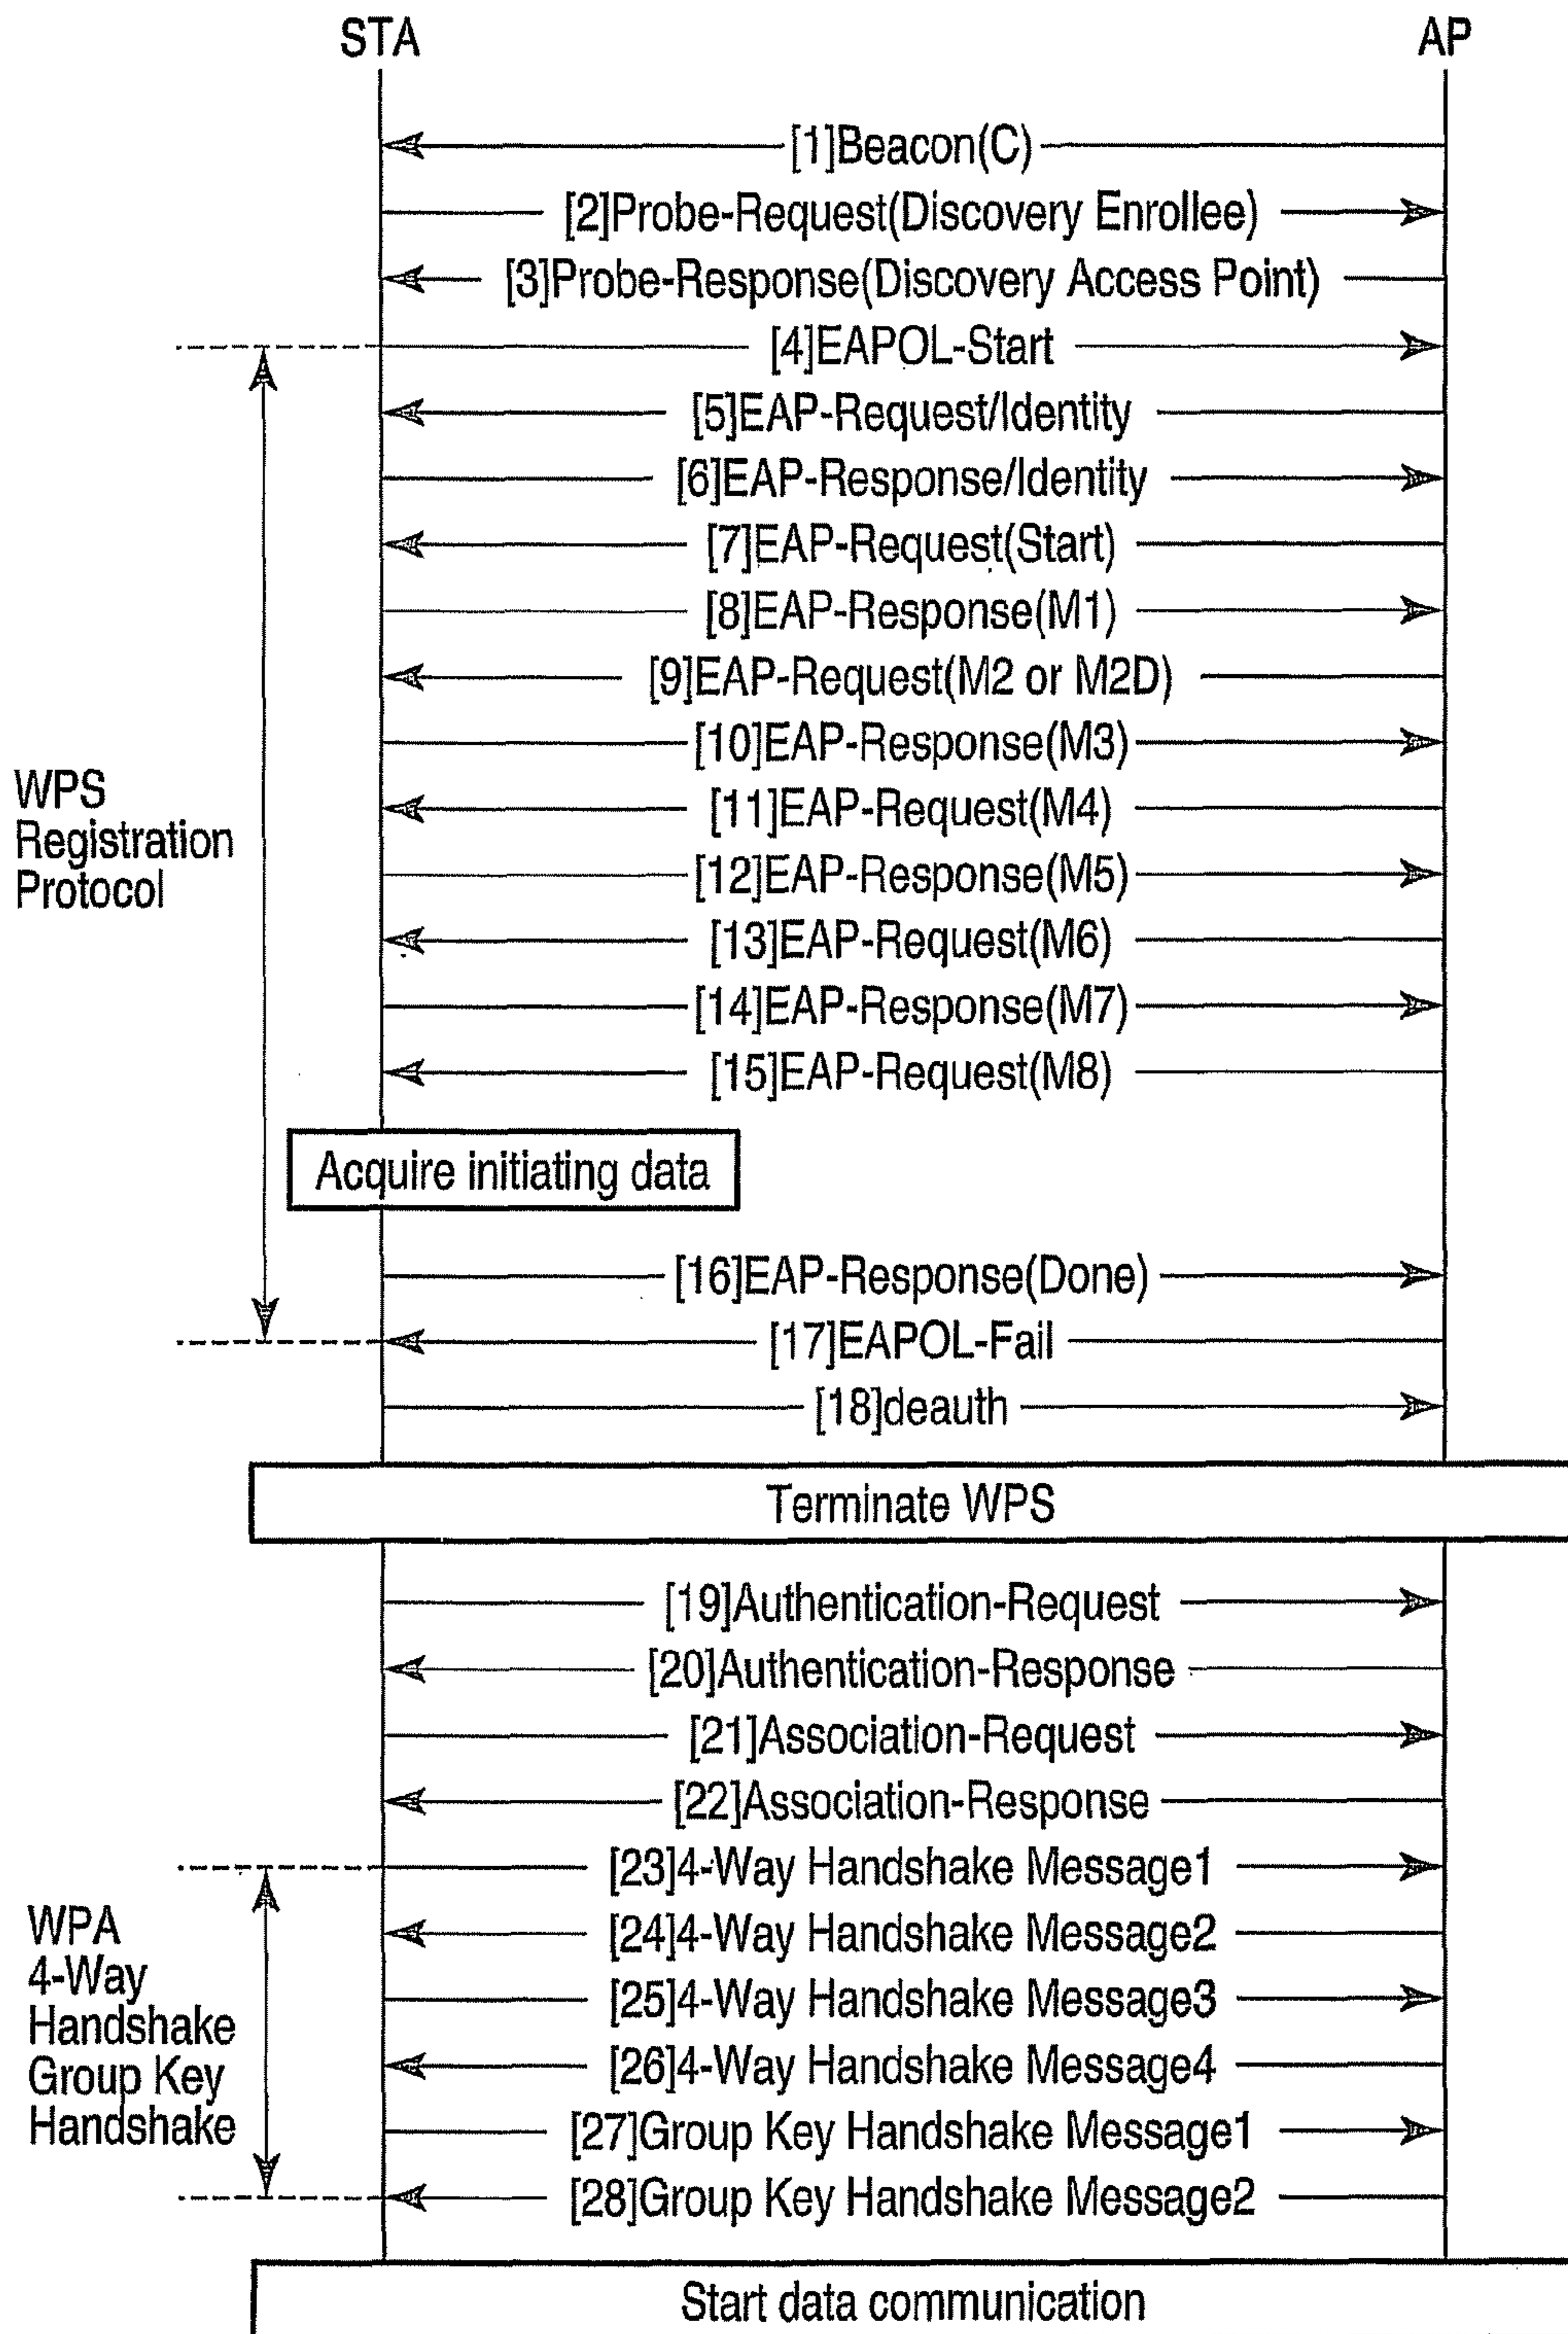 STA
AP
[1]Beacon(C)
[2]Probe-Request(Discovery Enrollee)
[3]Probe-Response(Discovery Access Point)
[4]EAPOL-Start
[5]EAP-Request/Identity
[6]EAP-Response/Identity
[7]EAP-Request(Start)
[8]EAP-Response(M1)
[9]EAP-Request(M2 or M2D)
[10]EAP-Response(M3)
[11]EAP-Request(M4)
[12]EAP-Response(M5)
[13]EAP-Request(M6)
[14]EAP-Response(M7)
[15]EAP-Request(M8)
WPS
Registration
Protocol
Acquire initiating data
[16]EAP-Response(Done)
[17]EAPOL-Fail
[18]deauth
Terminate WPS
[19]Authentication-Request
[20]Authentication-Response
[21]Association-Request
[22]Association-Response
[23]4-Way Handshake Message1
[24]4-Way Handshake Message2
[25]4-Way Handshake Message3
[26]4-Way Handshake Message4
[27]Group Key Handshake Message1
[28]Group Key Handshake Message2
WPA
4-Way
Handshake
Group Key
Handshake
Start data communication